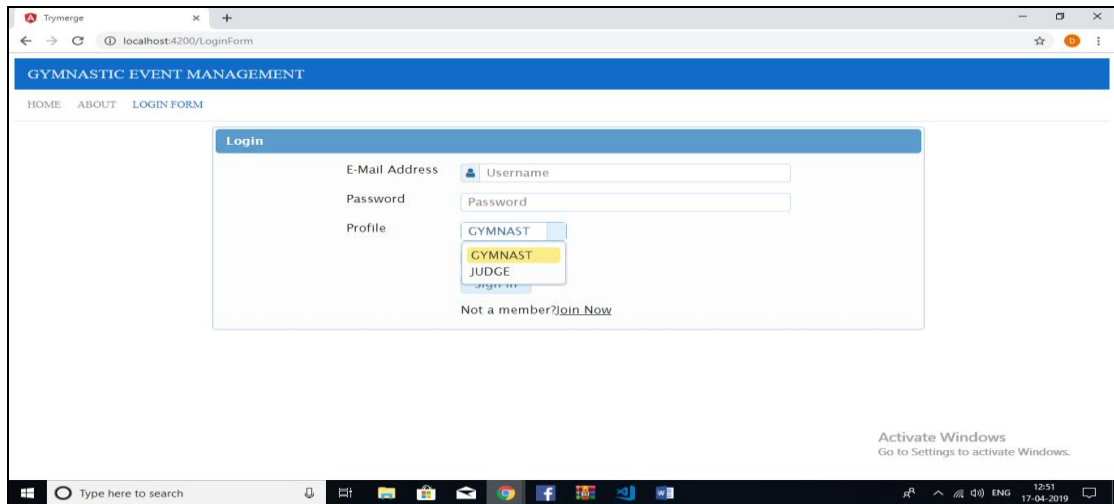 Trymerge
localhost:4200/LoginForm
D
GYMNASTIC EVENT MANAGEMENT
HOME ABOUT LOGIN FORM
Login
E-Mail Address Username
Password Password
Profile GYMNAST
GYMNAST
JUDGE
Sign In
Not a member?Join Now
Activate Windows
Go to Settings to activate Windows.
Type here to search ENG 12:51
17-04-2019